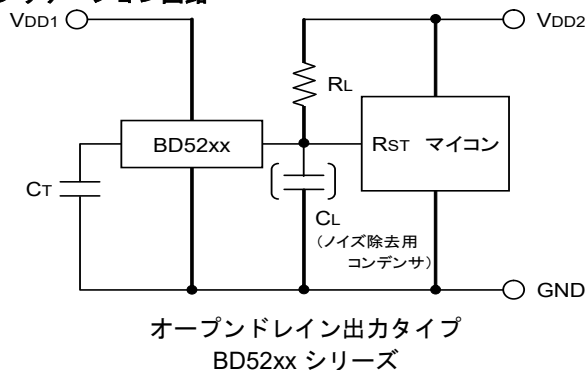 VDD1
VDD2
RL
BD52xx
RST マイコン
CT
CL
（ノイズ除去用
コンデンサ）
GND
オープンドレイン出力タイプ
BD52xx シリーズ